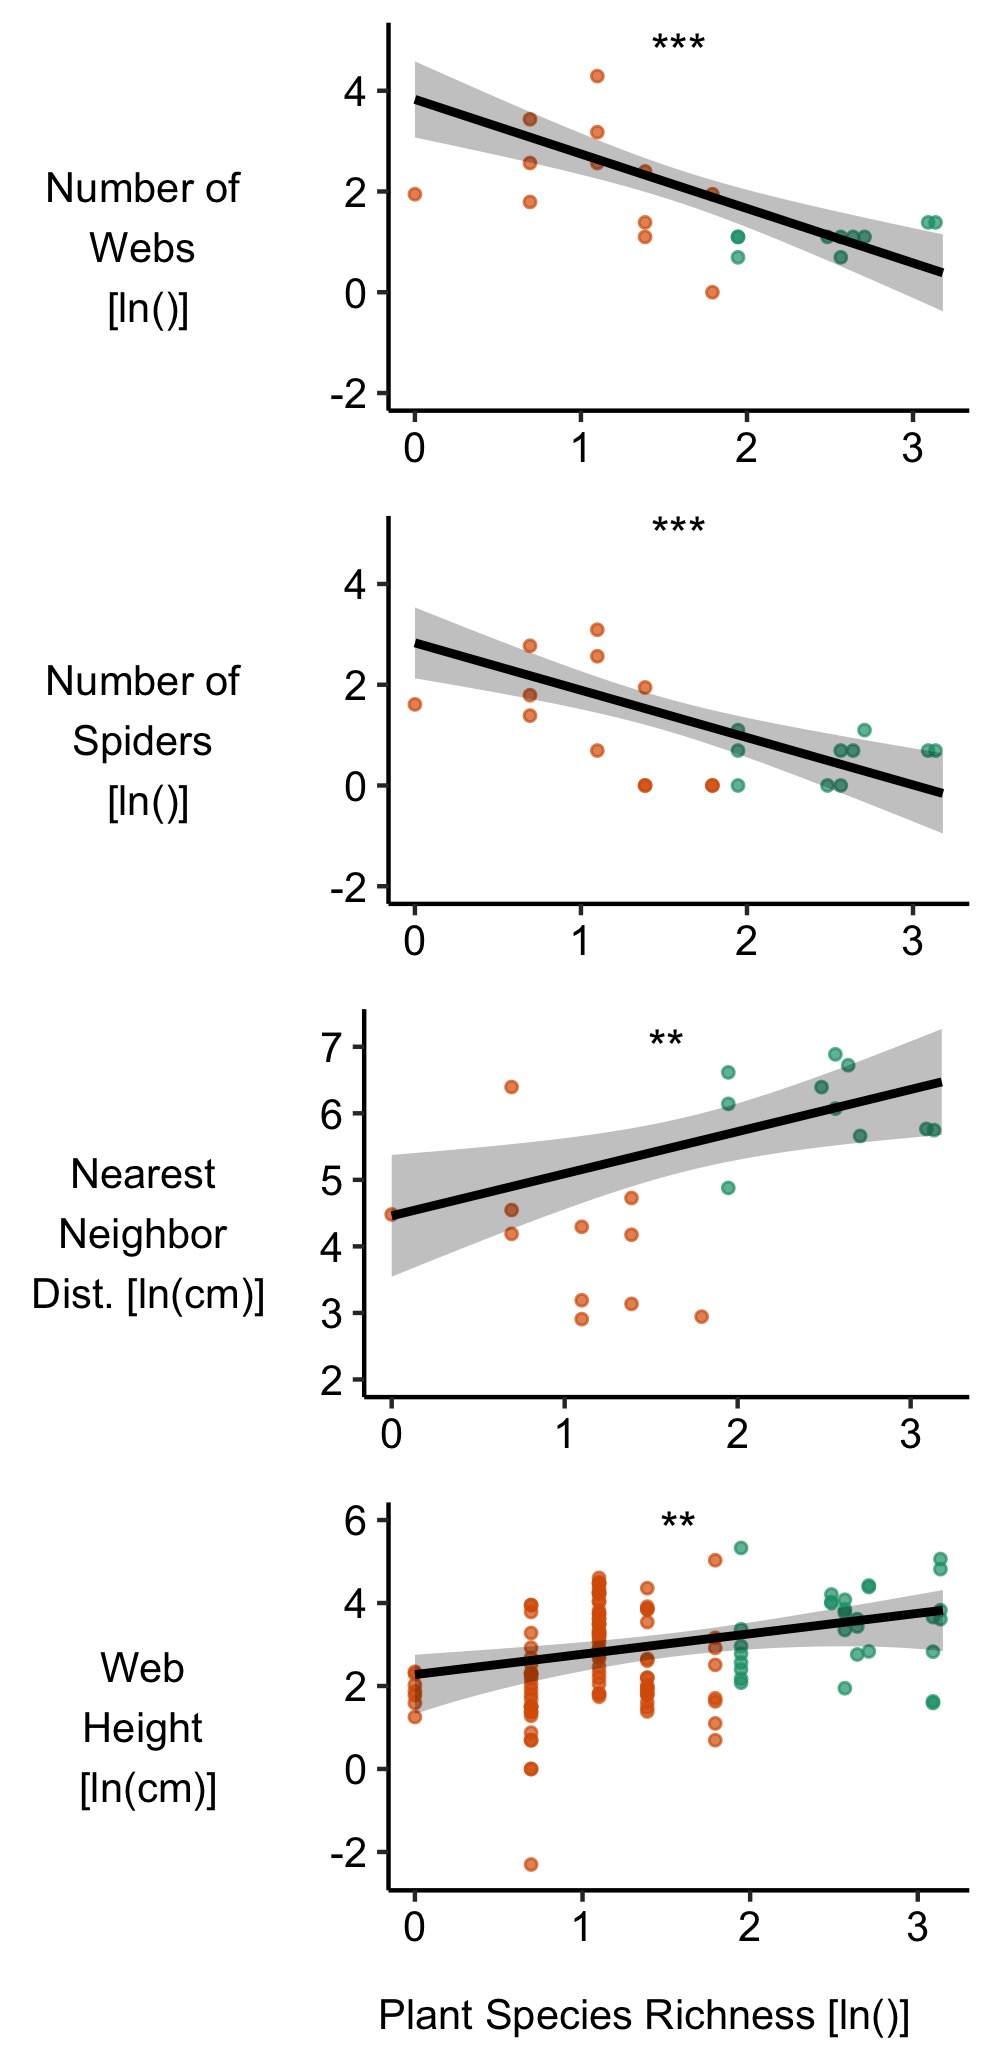 ***
4
2
0
-2
Number of
Webs
[ln()]
0 1 2 3
***
4
2
0
-2
Number of
Spiders
[ln()]
0 1 2 3
**
7
6
5
4
3
2
Nearest
Neighbor
Dist. [ln(cm)]
0 1 2 3
**
6
4
2
0
-2
Web
Height
[ln(cm)]
0 1 2 3
Plant Species Richness [ln()]